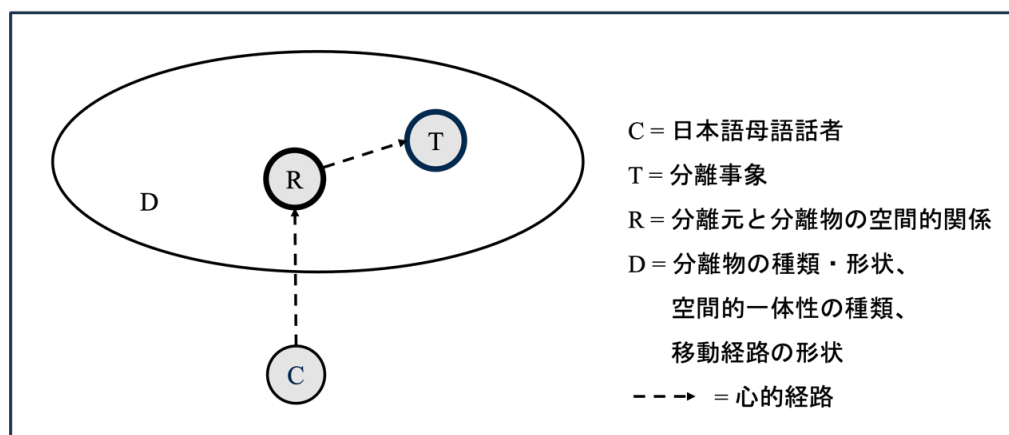 T
R
D
C
C = 日本語母語話者
T = 分離事象
R = 分離元と分離物の空間的関係
D = 分離物の種類・形状、
空間的一体性の種類、
移動経路の形状
= 心的経路